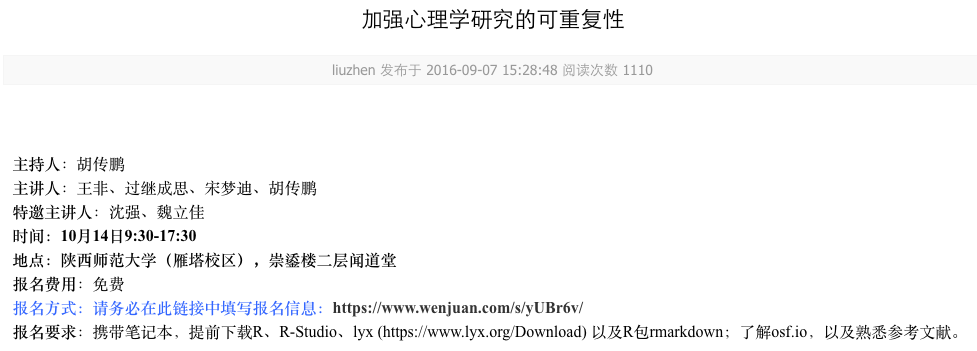 加强心理学研究的可重复性
liuzhen 发布于 2016-09-07 15:28:48 阅读次数 1110
主持人：胡传鹏
主讲人：王非、过继成思、宋梦迪、胡传鹏
特邀主讲人：沈强、魏立佳
时间：10月14日9:30-17:30
地点：陕西师范大学（雁塔校区），崇鋈楼二层闻道堂
报名费用：免费
报名方式：请务必在此链接中填写报名信息：https://www.wenjuan.com/s/yUBr6v/
报名要求：携带笔记本，提前下载R、R-Studio、lyx (https://www.lyx.org/Download) 以及R包rmarkdown；了解osf.io，以及熟悉参考文献。